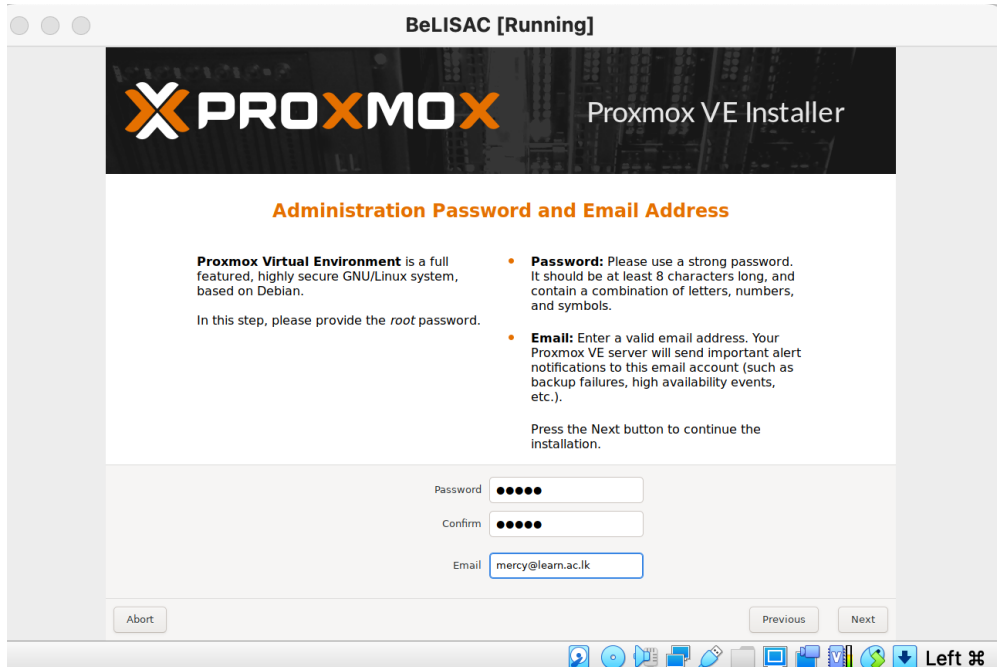 BeLISAC [Running]
PROXMOX
Proxmox VE Installer
Administration Password and Email Address
Proxmox Virtual Environment is a full
featured, highly secure GNU/Linux system,
based on Debian.
In this step, please provide the root password.
• Password: Please use a strong password.
It should be at least 8 characters long, and
contain a combination of letters, numbers,
and symbols.
• Email: Enter a valid email address. Your
Proxmox VE server will send important alert
notifications to this email account (such as
backup failures, high availability events,
etc.).
Press the Next button to continue the
installation.
Password ●●●●●
Confirm ●●●●●
Email mercy@learn.ac.lk
Abort
Previous
Next
Left ⌘